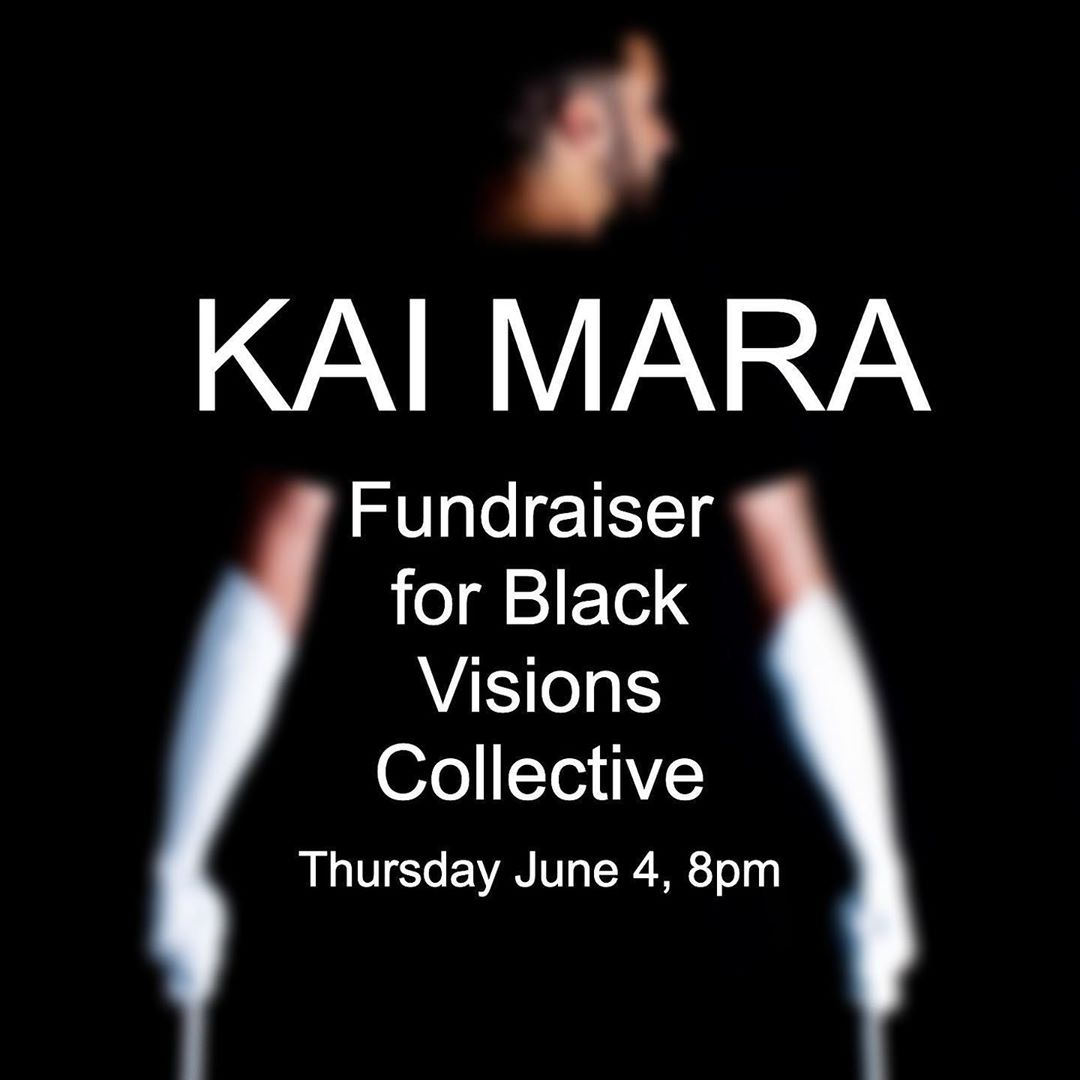 KAI MARA
Fundraiser
for Black
Visions
Collective
Thursday June 4, 8pm